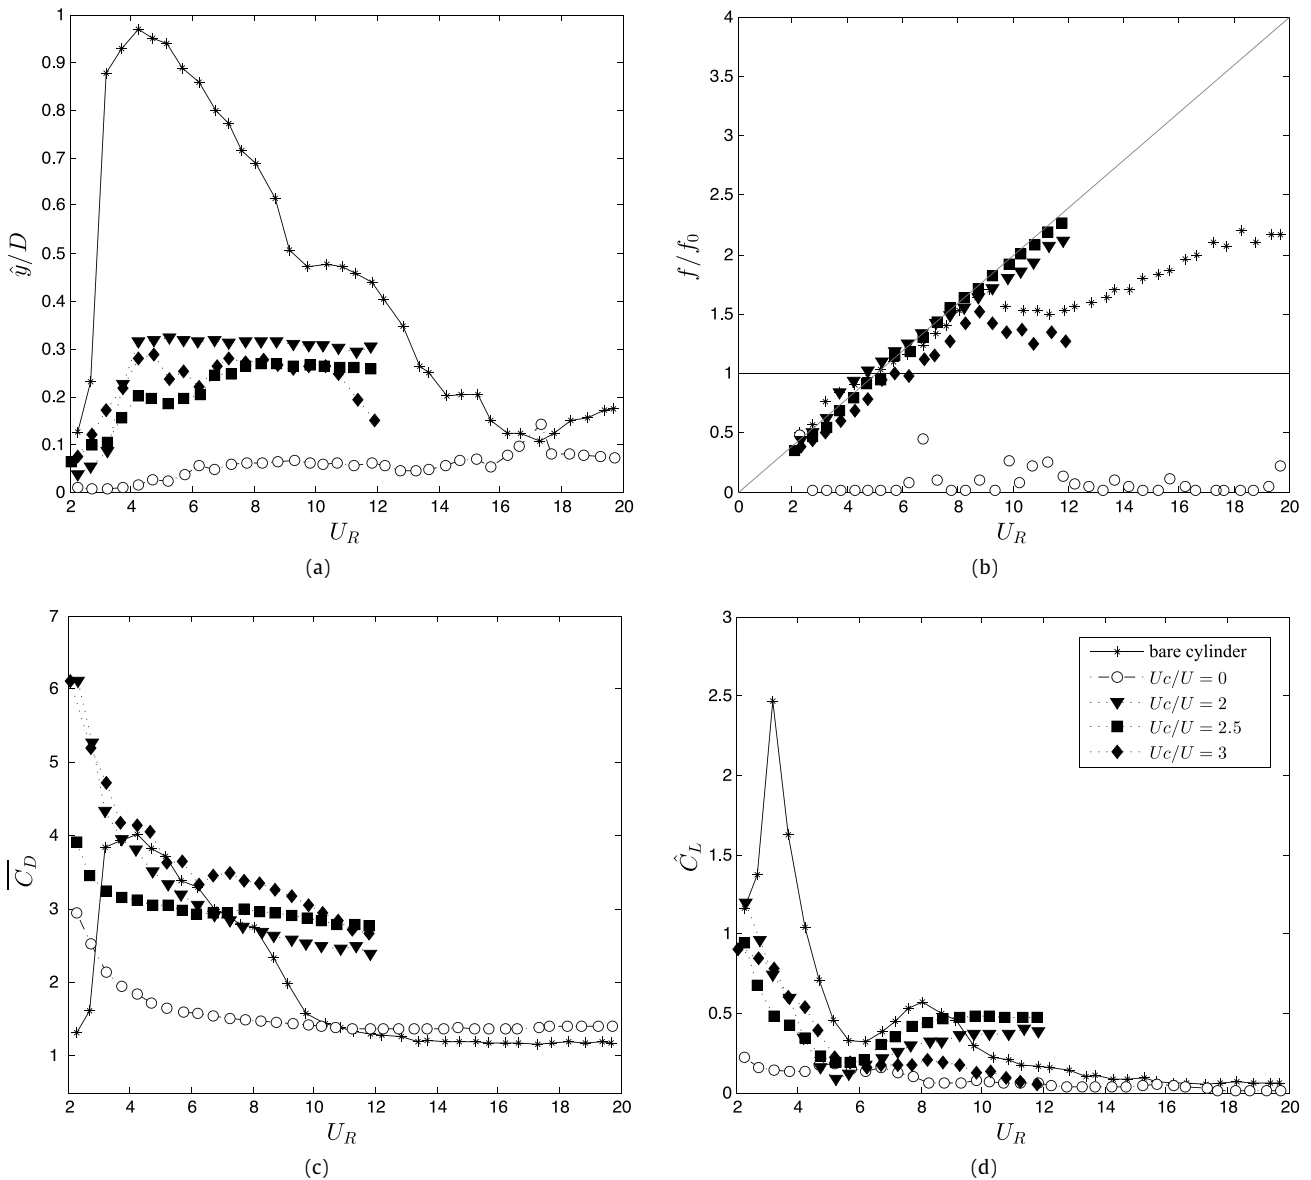 1
0.9
0.8
0.7
0.6
0.5
0.4
0.3
0.2
0.1
0
ŷ/D
2 4 6 8 10 12 14 16 18 20
U_R
(a)
4
3.5
3
2.5
2
1.5
1
0.5
0
f/f_0
0 2 4 6 8 10 12 14 16 18 20
U_R
(b)
7
6
5
4
3
2
1
\overline{C_D}
2 4 6 8 10 12 14 16 18 20
U_R
(c)
3
2.5
2
1.5
1
0.5
0
Ĉ_L
bare cylinder
Uc/U = 0
Uc/U = 2
Uc/U = 2.5
Uc/U = 3
2 4 6 8 10 12 14 16 18 20
U_R
(d)